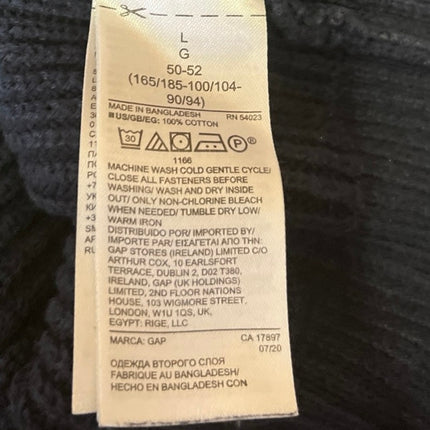 L
G
50-52
(165/185-100/104-
90/94)
MADE IN BANGLADESH RN 54023
US/GB/EG: 100% COTTON
30 P
1166
MACHINE WASH COLD GENTLE CYCLE/
CLOSE ALL FASTENERS BEFORE
WASHING/ WASH AND DRY INSIDE
OUT/ ONLY NON-CHLORINE BLEACH
WHEN NEEDED/ TUMBLE DRY LOW/
WARM IRON
DISTRIBUIDO POR/ IMPORTED BY/
IMPORTE PAR/ ΕΙΣΑΓΕΤΑΙ ΑΠΟ ΤΗΝ:
GAP STORES (IRELAND) LIMITED C/O
ARTHUR COX, 10 EARLSFORT
TERRACE, DUBLIN 2, D02 T380,
IRELAND, GAP (UK HOLDINGS)
LIMITED, 2ND FLOOR NATIONS
HOUSE, 103 WIGMORE STREET,
LONDON, W1U 1QS, UK,
EGYPT: RIGE, LLC
MARCA: GAP CA 17897
07/20
ОДЕЖДА ВТОРОГО СЛОЯ
FABRIQUE AU BANGLADESH/
HECHO EN BANGLADESH CON